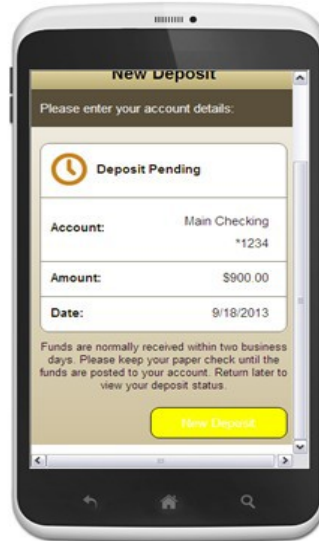 New Deposit
Please enter your account details:
Deposit Pending
Account:
Main Checking
*1234
Amount:
$900.00
Date:
9/18/2013
Funds are normally received within two business
days. Please keep your paper check until the
funds are posted to your account. Return later to
view your deposit status.
New Deposit